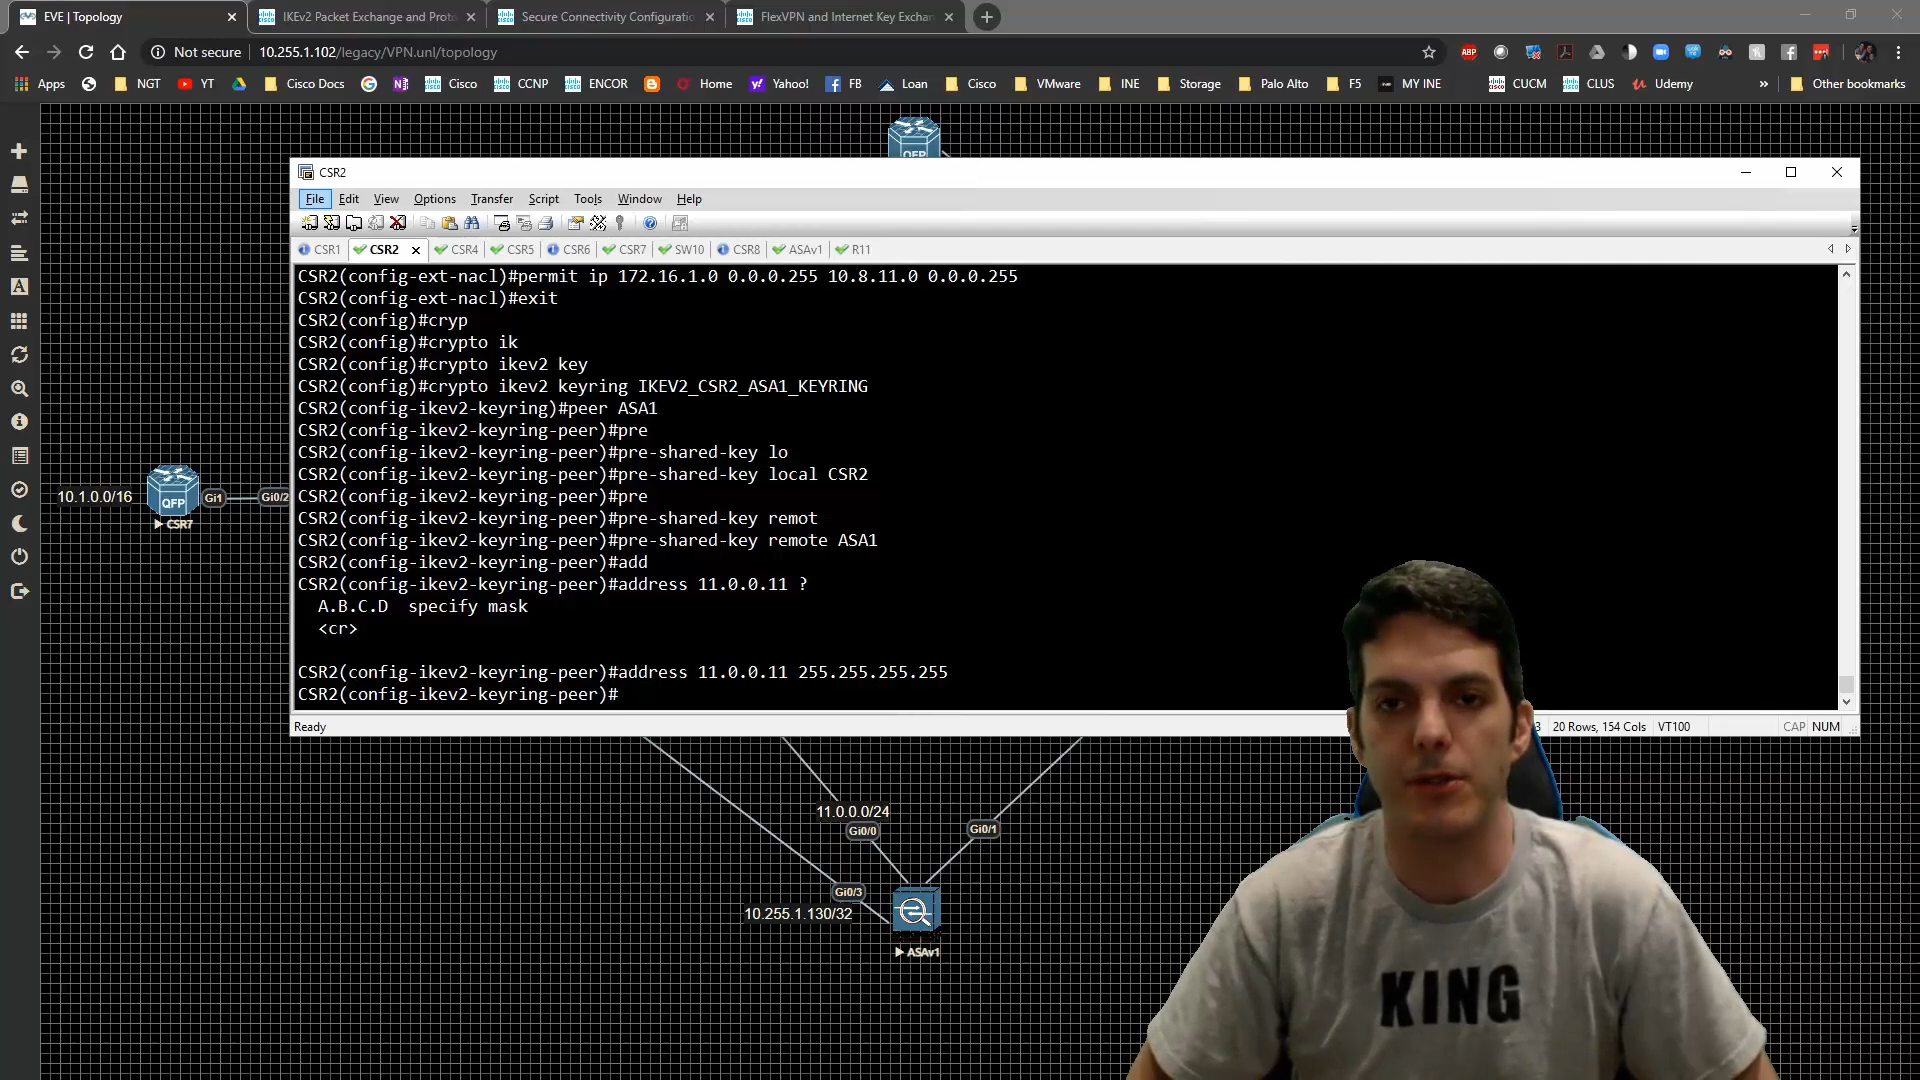 EVE | Topology
IKEv2 Packet Exchange and Proto
Secure Connectivity Configuratio
FlexVPN and Internet Key Exchan
Not secure
10.255.1.102/legacy/VPN.unl/topology
ABP
Apps
NGT
YT
Cisco Docs
Cisco
CCNP
ENCOR
Home
Yahoo!
FB
Loan
Cisco
VMware
INE
Storage
Palo Alto
F5
MY INE
CUCM
CLUS
Udemy
»
Other bookmarks
QFP
CSR2
File Edit View Options Transfer Script Tools Window Help
CSR1
CSR2
CSR4
CSR5
CSR6
CSR7
SW10
CSR8
ASAv1
R11
CSR2(config-ext-nacl)#permit ip 172.16.1.0 0.0.0.255 10.8.11.0 0.0.0.255
CSR2(config-ext-nacl)#exit
CSR2(config)#cryp
CSR2(config)#crypto ik
CSR2(config)#crypto ikev2 key
CSR2(config)#crypto ikev2 keyring IKEV2_CSR2_ASA1_KEYRING
CSR2(config-ikev2-keyring)#peer ASA1
CSR2(config-ikev2-keyring-peer)#pre
CSR2(config-ikev2-keyring-peer)#pre-shared-key lo
CSR2(config-ikev2-keyring-peer)#pre-shared-key local CSR2
CSR2(config-ikev2-keyring-peer)#pre
CSR2(config-ikev2-keyring-peer)#pre-shared-key remot
CSR2(config-ikev2-keyring-peer)#pre-shared-key remote ASA1
CSR2(config-ikev2-keyring-peer)#add
CSR2(config-ikev2-keyring-peer)#address 11.0.0.11 ?
A.B.C.D specify mask
<cr>
CSR2(config-ikev2-keyring-peer)#address 11.0.0.11 255.255.255.255
CSR2(config-ikev2-keyring-peer)#
Ready
3
20 Rows, 154 Cols
VT100
CAP
NUM
10.1.0.0/16
QFP
Gi1
Gi0/2
CSR7
11.0.0.0/24
Gi0/0
Gi0/1
Gi0/3
10.255.1.130/32
ASAv1
KING